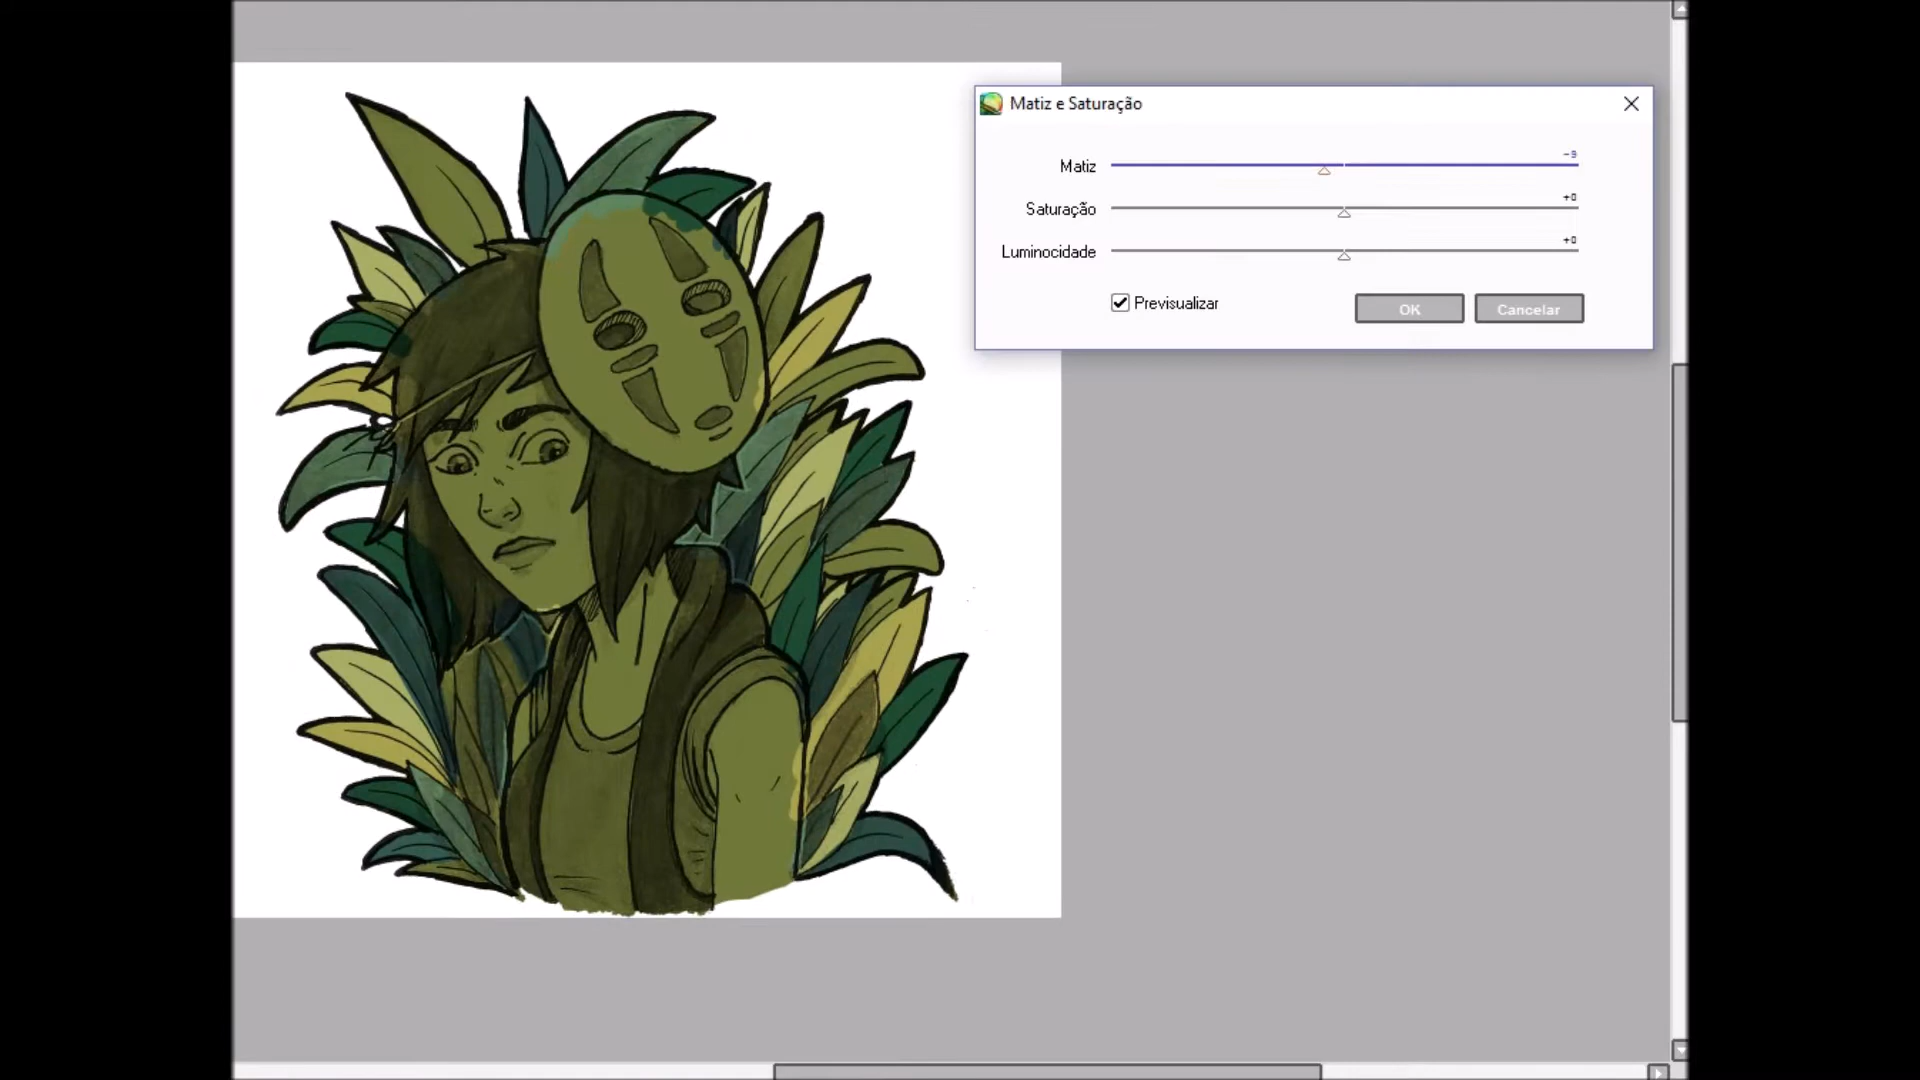 Matiz e Saturação
Matiz -9
Saturação +0
Luminocidade +0
Previsualizar OK Cancelar